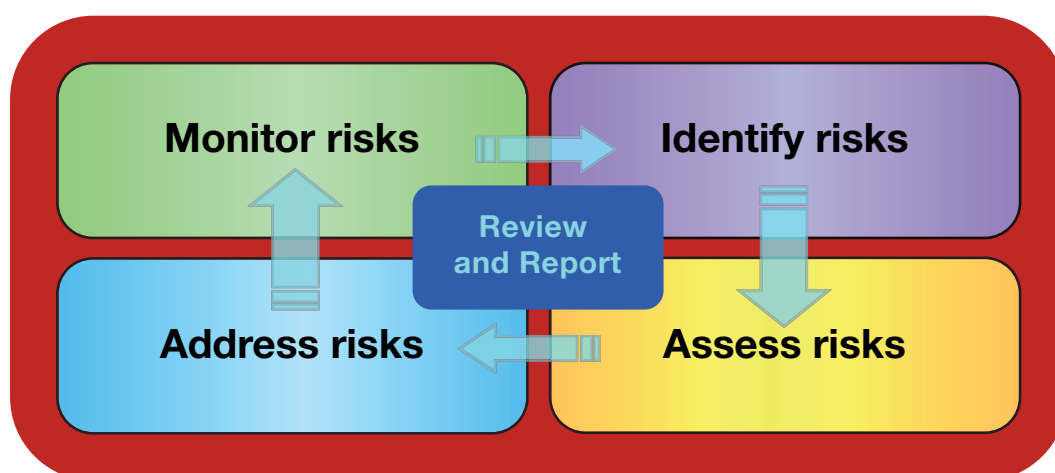 Monitor risks
Identify risks
Review
and Report
Address risks
Assess risks